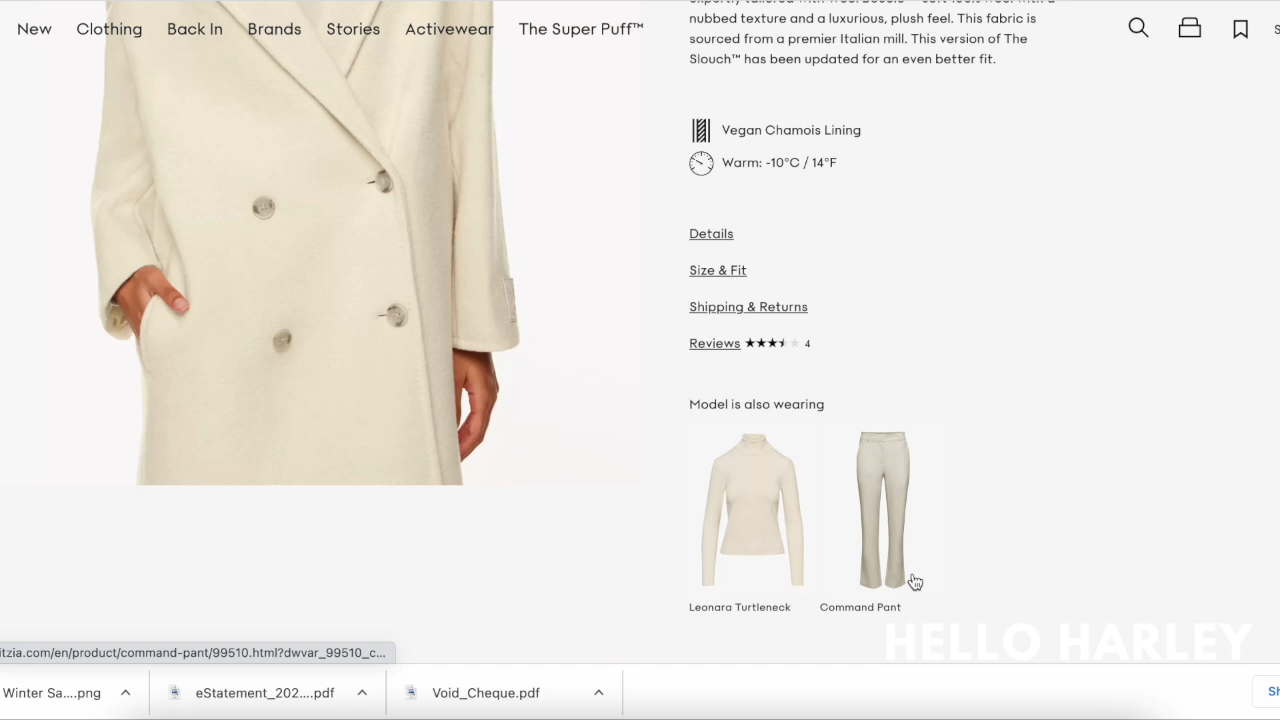 New Clothing Back In Brands Stories Activewear The Super Puff™
nubbed texture and a luxurious, plush feel. This fabric is
sourced from a premier Italian mill. This version of The
Slouch™ has been updated for an even better fit.
Vegan Chamois Lining
Warm: -10°C / 14°F
Details
Size & Fit
Shipping & Returns
Reviews 4
Model is also wearing
Leonara Turtleneck Command Pant
HELLO HARLEY
itzia.com/en/product/command-pant/99510.html?dwvar_99510_c...
Winter Sa....png eStatement_202....pdf Void_Cheque.pdf